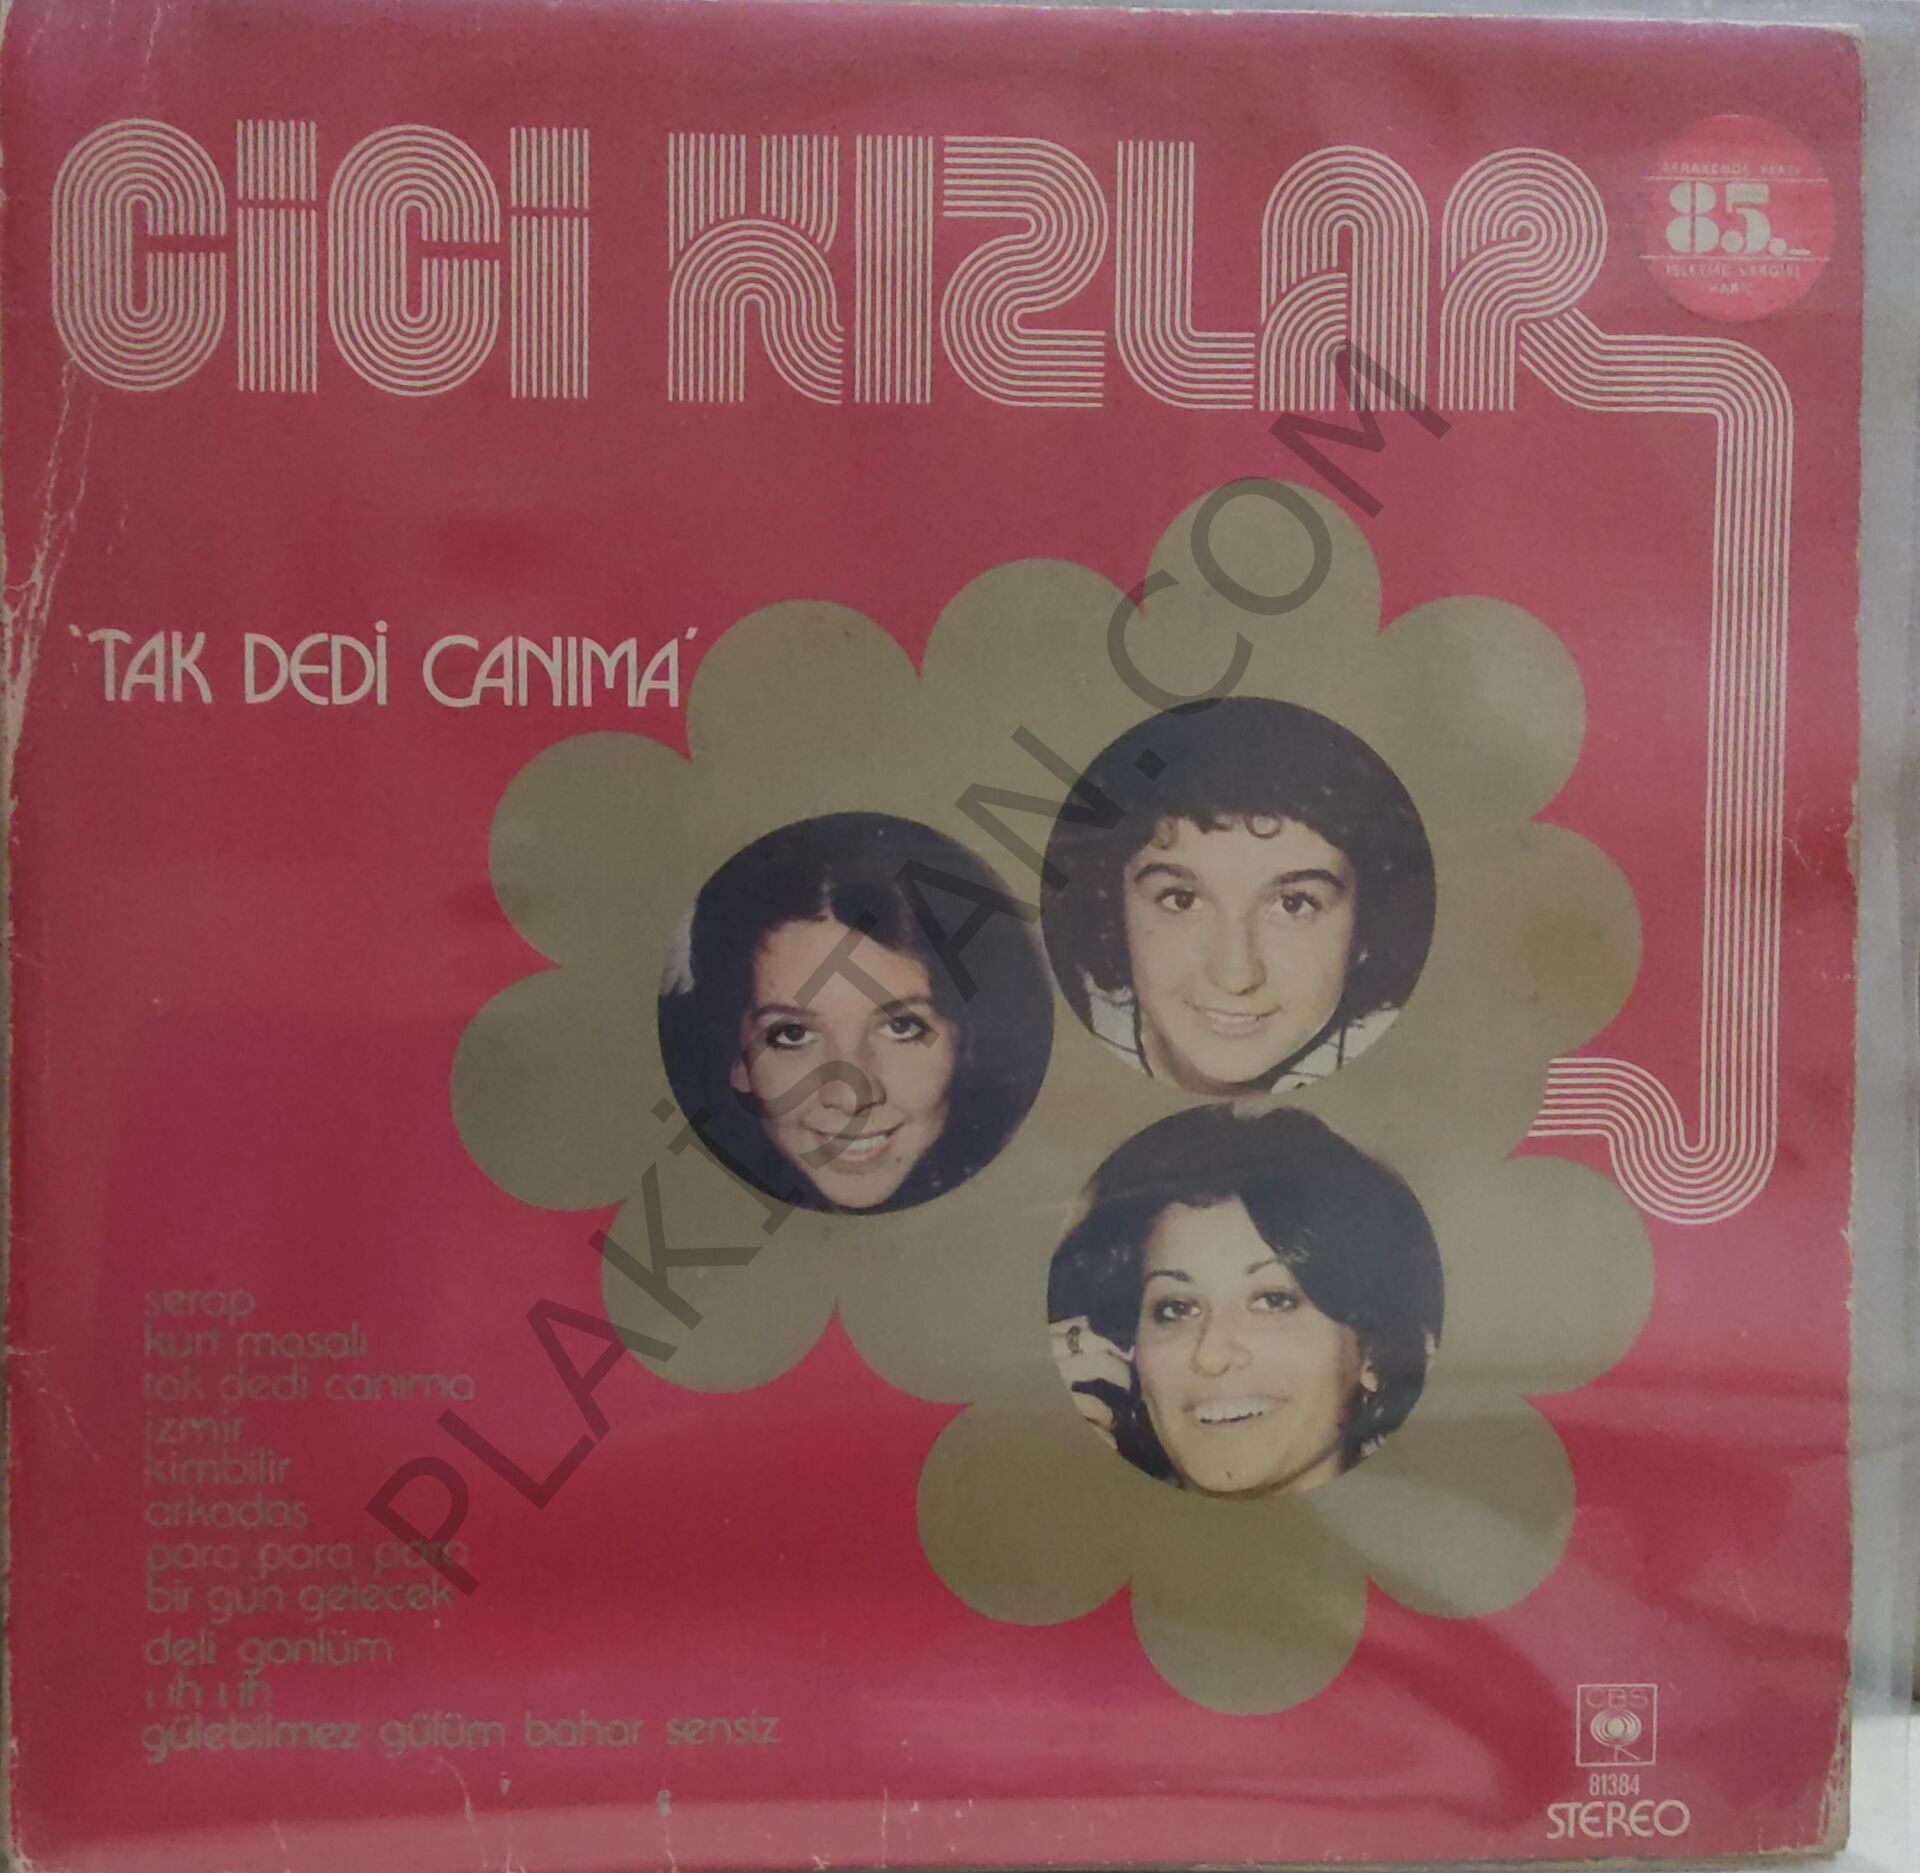 CİCİ KIZLAR
PERAKENDE FİATI
85._
İŞLETME VERGİSİ
HARİÇ
'TAK DEDİ CANIMA'
serap
kurt masalı
tak dedi canıma
izmir
kimbilir
arkadaş
para para para
bir gün gelecek
deli gönlüm
ı ıh ı ıh
gülebilmez gülüm bahar sensiz
CBS
81384
STEREO
PLAKİSTAN.COM